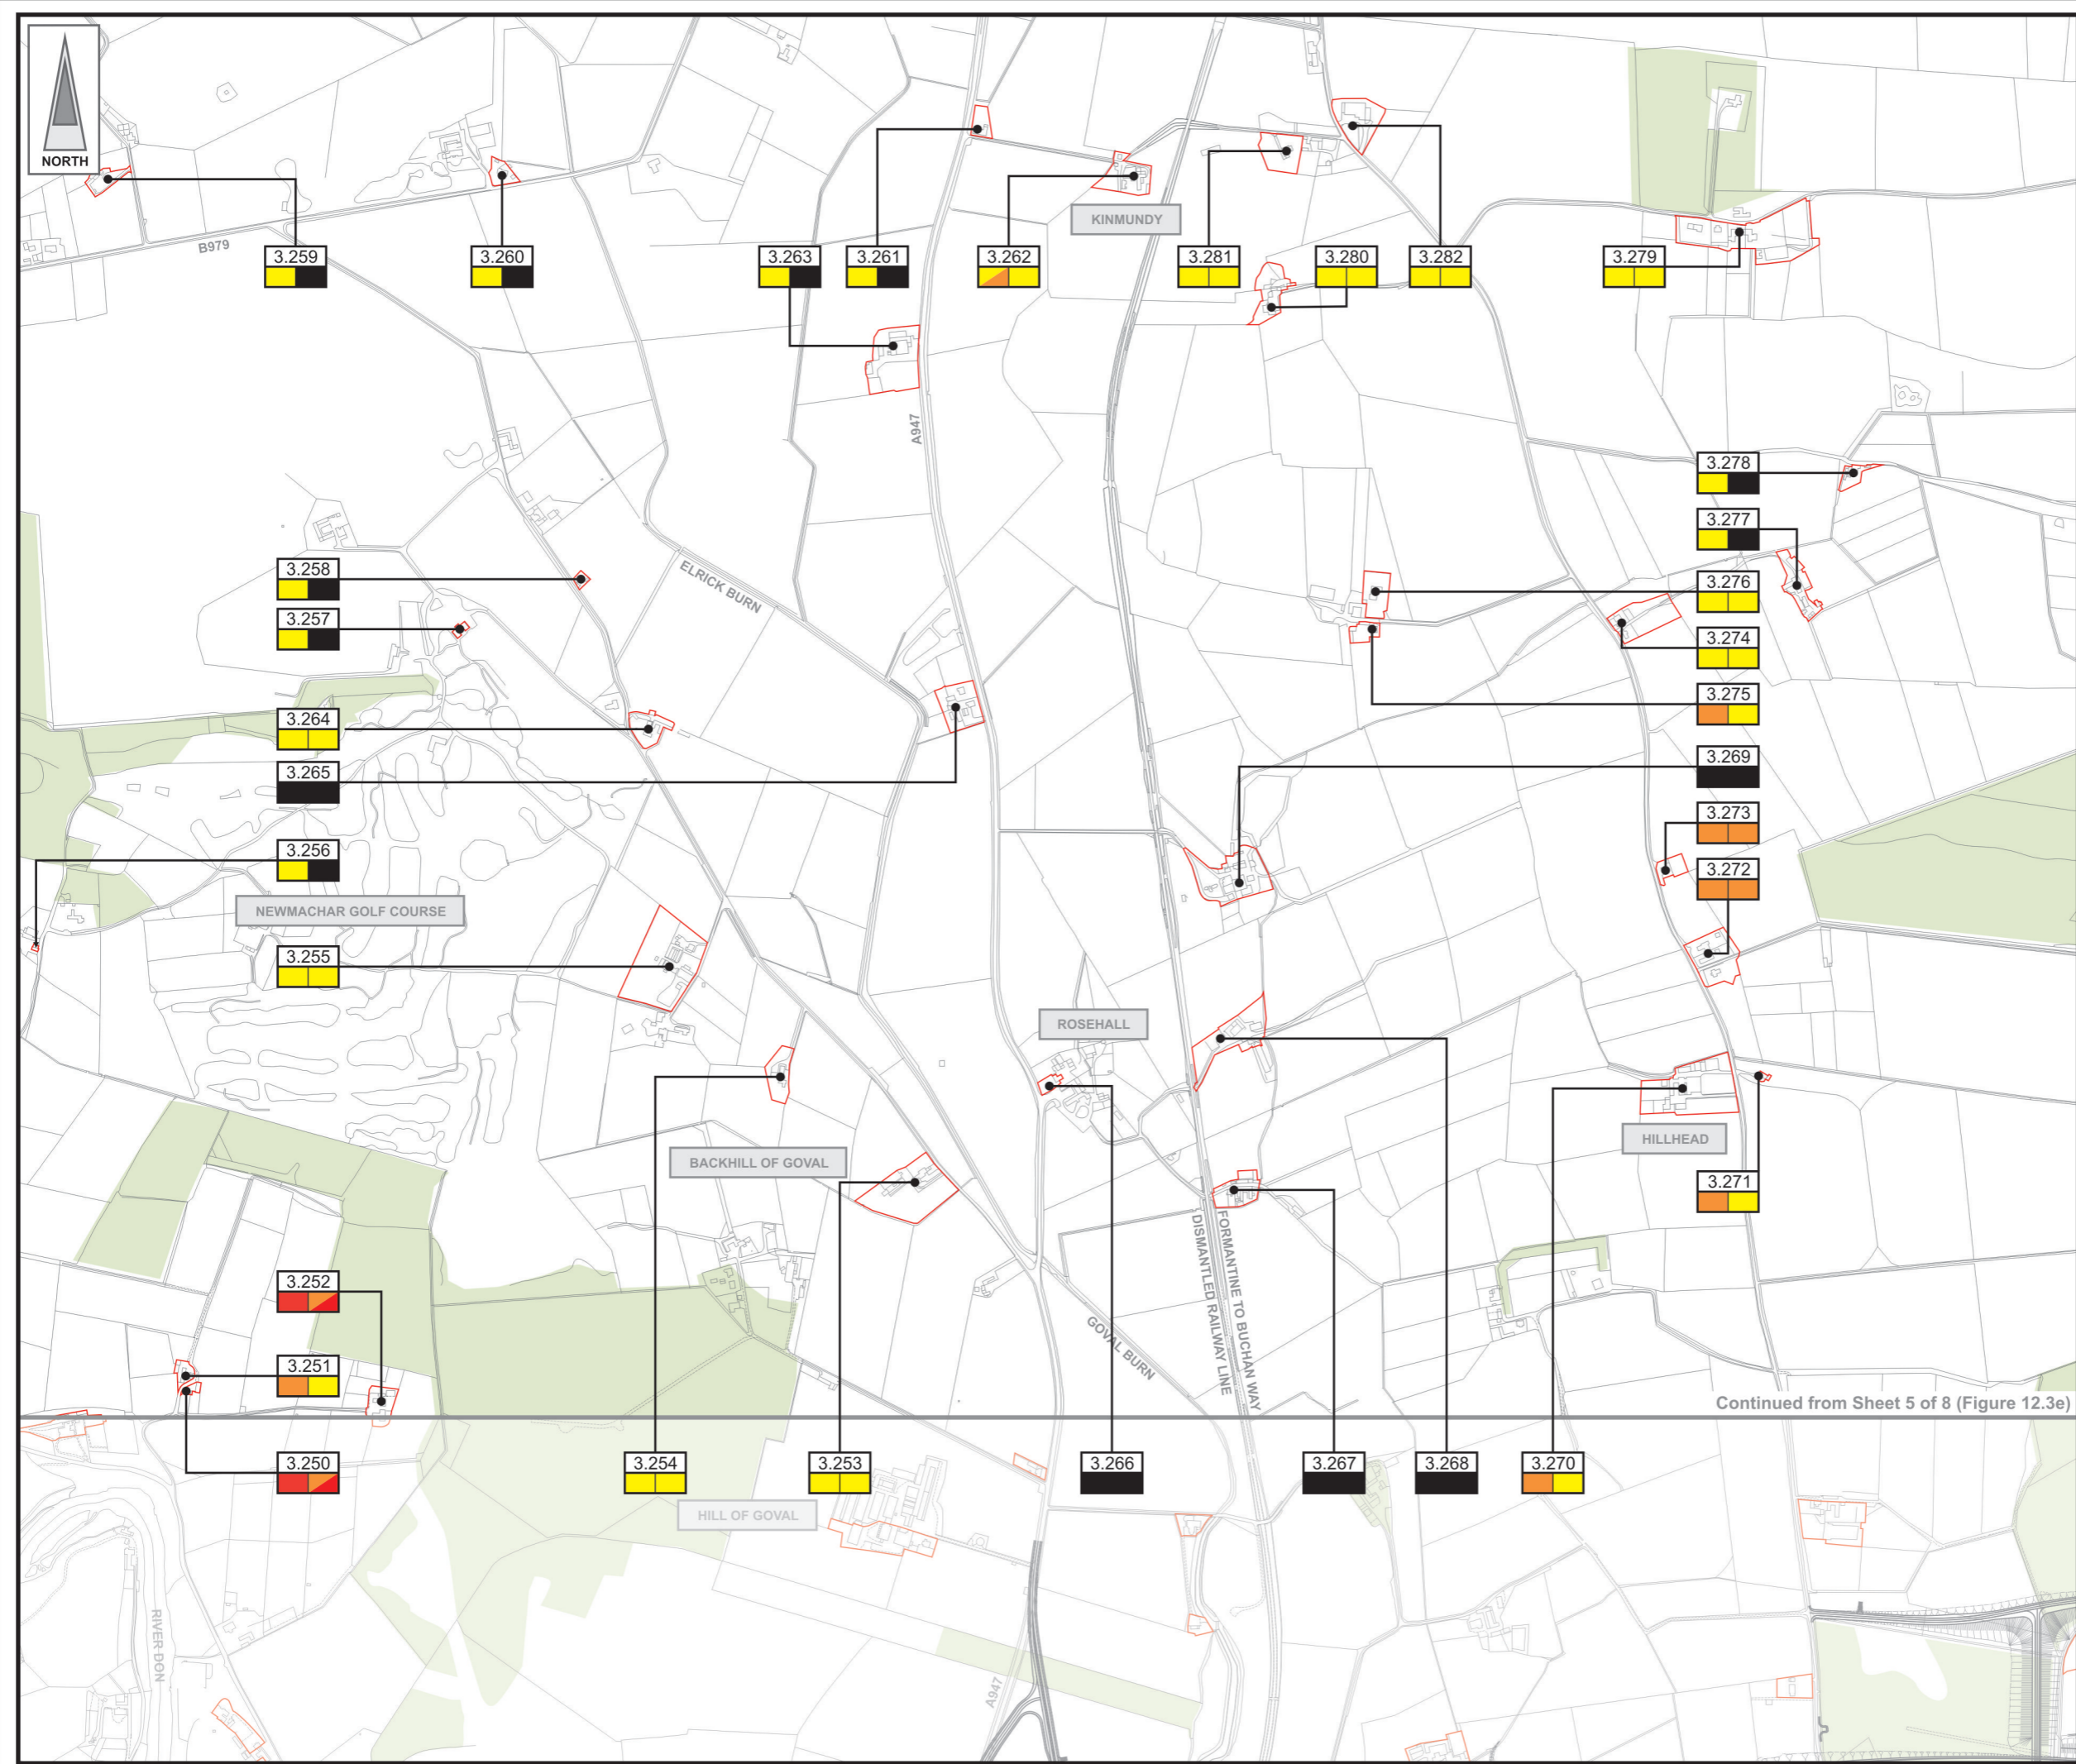 NORTH
B979
KINMUNDY
3.259
3.260
3.263
3.261
3.262
3.281
3.280
3.282
3.279
A947
3.278
3.277
3.258
ELRICK BURN
3.276
3.257
3.274
3.275
3.264
3.269
3.265
3.273
3.256
3.272
NEWMACHAR GOLF COURSE
3.255
ROSEHALL
HILLHEAD
BACKHILL OF GOVAL
3.271
FORMANTINE TO BUCHAN WAY
DISMANTLED RAILWAY LINE
3.252
GOVAL BURN
3.251
Continued from Sheet 5 of 8 (Figure 12.3e)
3.250
3.254
3.253
3.266
3.267
3.268
3.270
HILL OF GOVAL
RIVER DON
A947